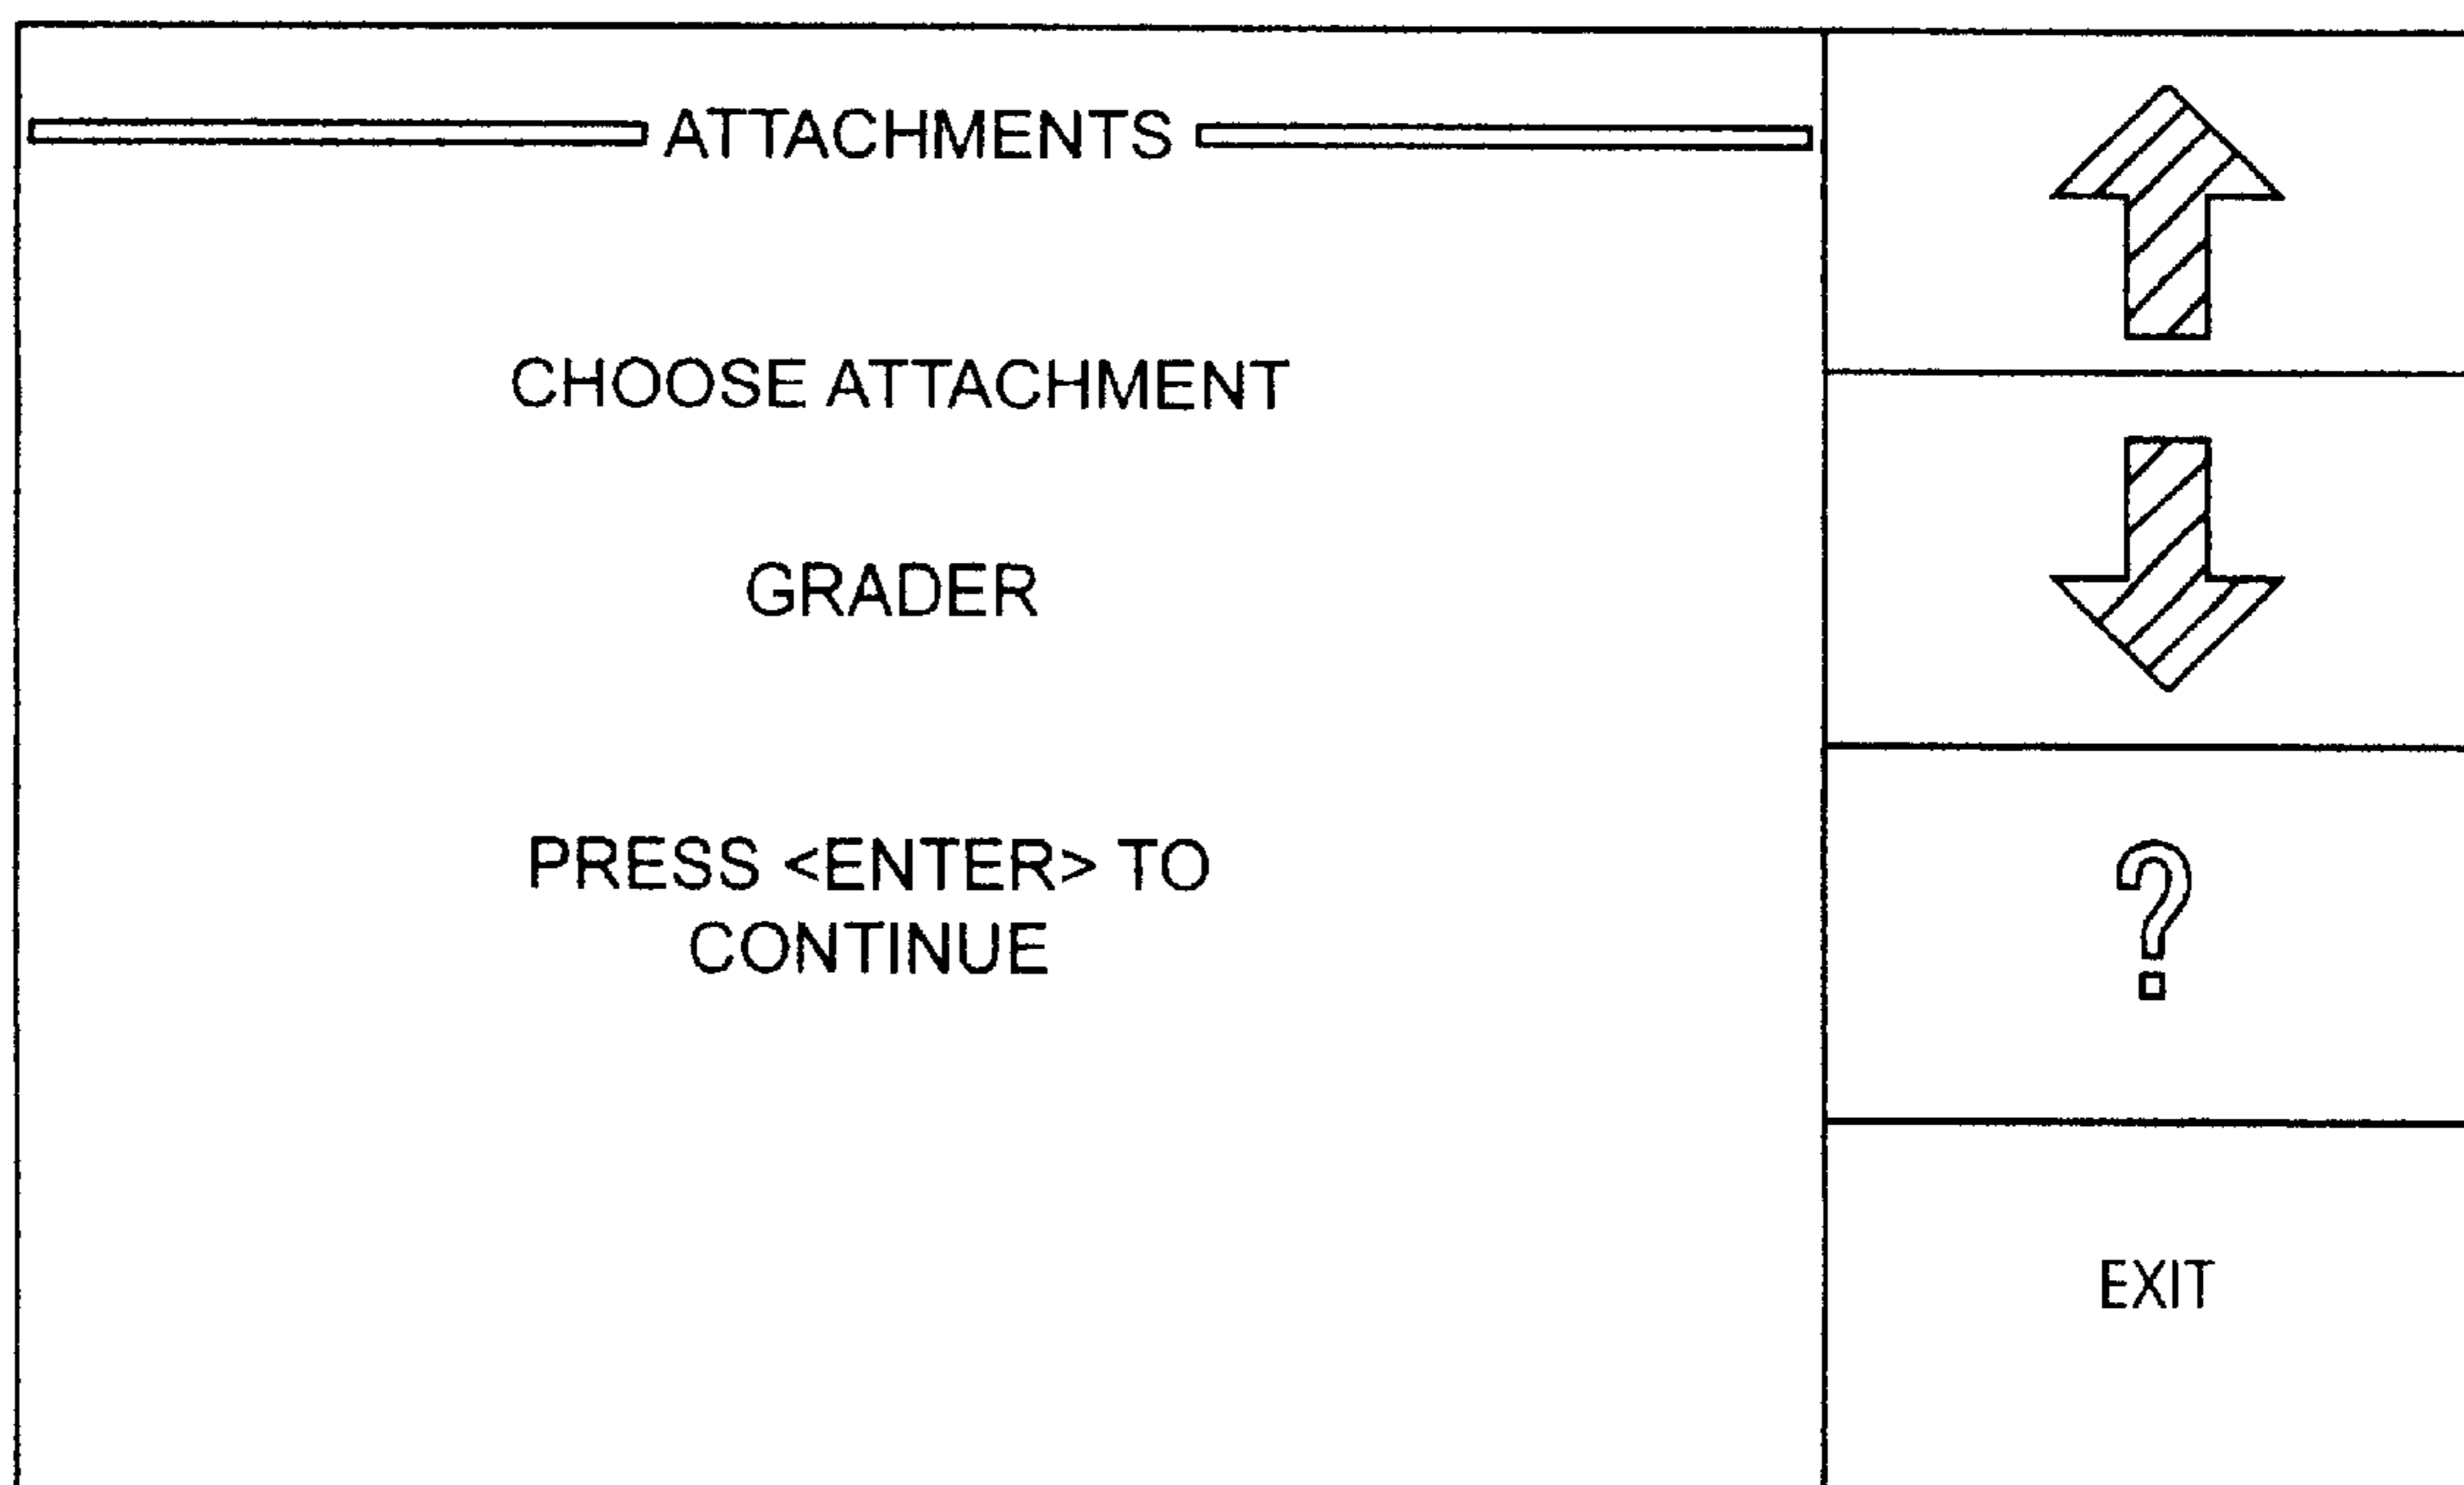 ATTACHMENTS
CHOOSE ATTACHMENT
GRADER
PRESS <ENTER> TO
CONTINUE
?
EXIT